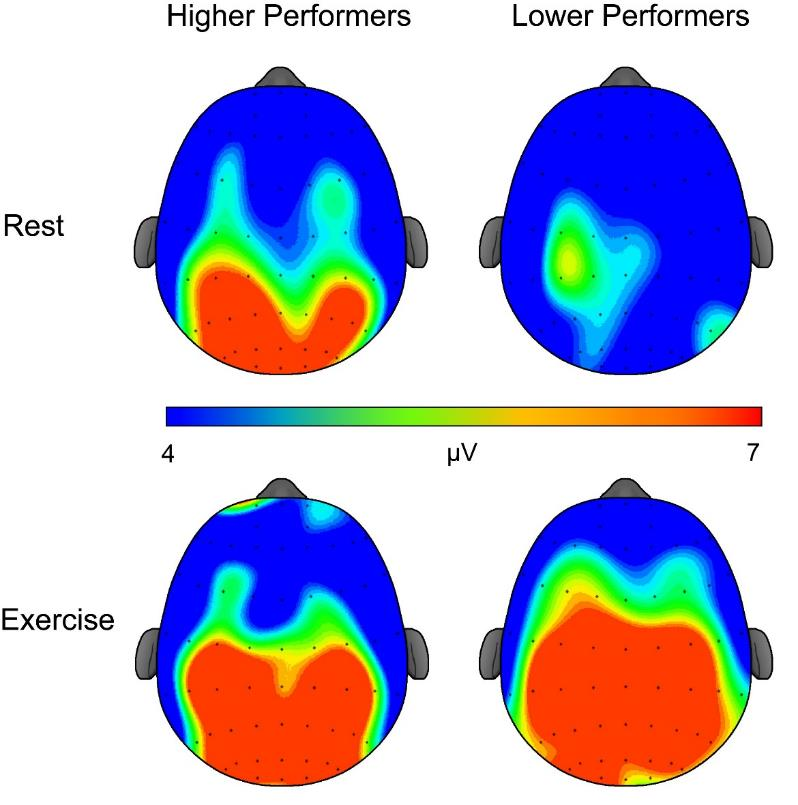 Higher Performers
Lower Performers
Rest
4
µV
7
Exercise